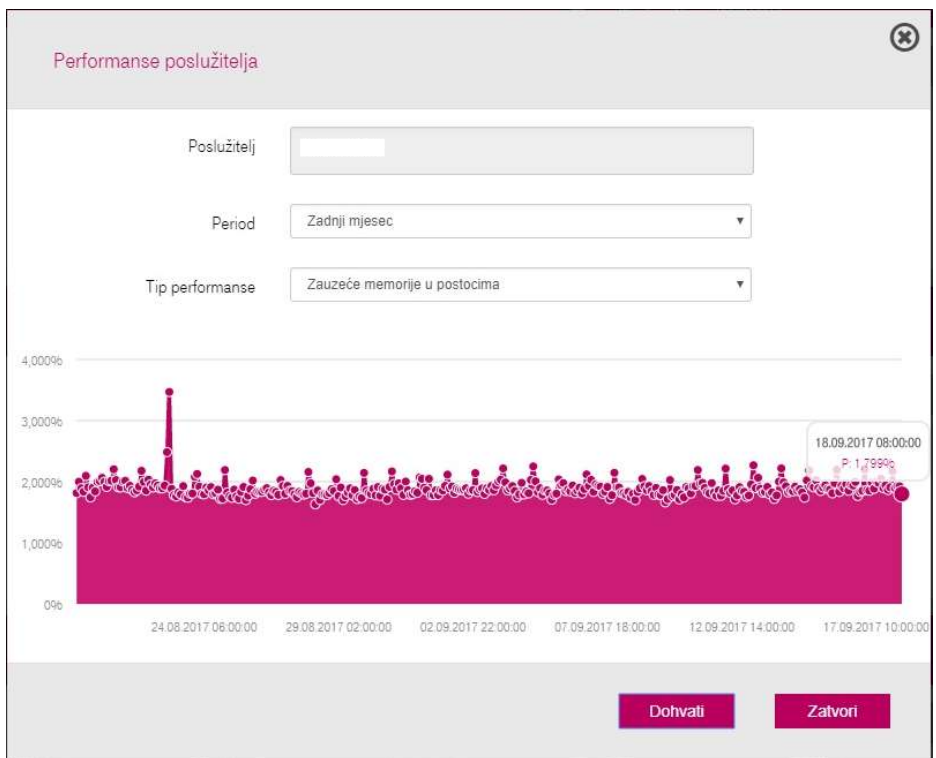 Performanse poslužitelja
Poslužitelj
Period
Zadnji mjesec
Tip performanse
Zauzeće memorije u postocima
4,000%
3,000%
18.09.2017 08:00:00
P: 1,799%
2,000%
1,000%
0%
24.08.2017 06:00:00 29.08.2017 02:00:00 02.09.2017 22:00:00 07.09.2017 18:00:00 12.09.2017 14:00:00 17.09.2017 10:00:00
Dohvati Zatvori